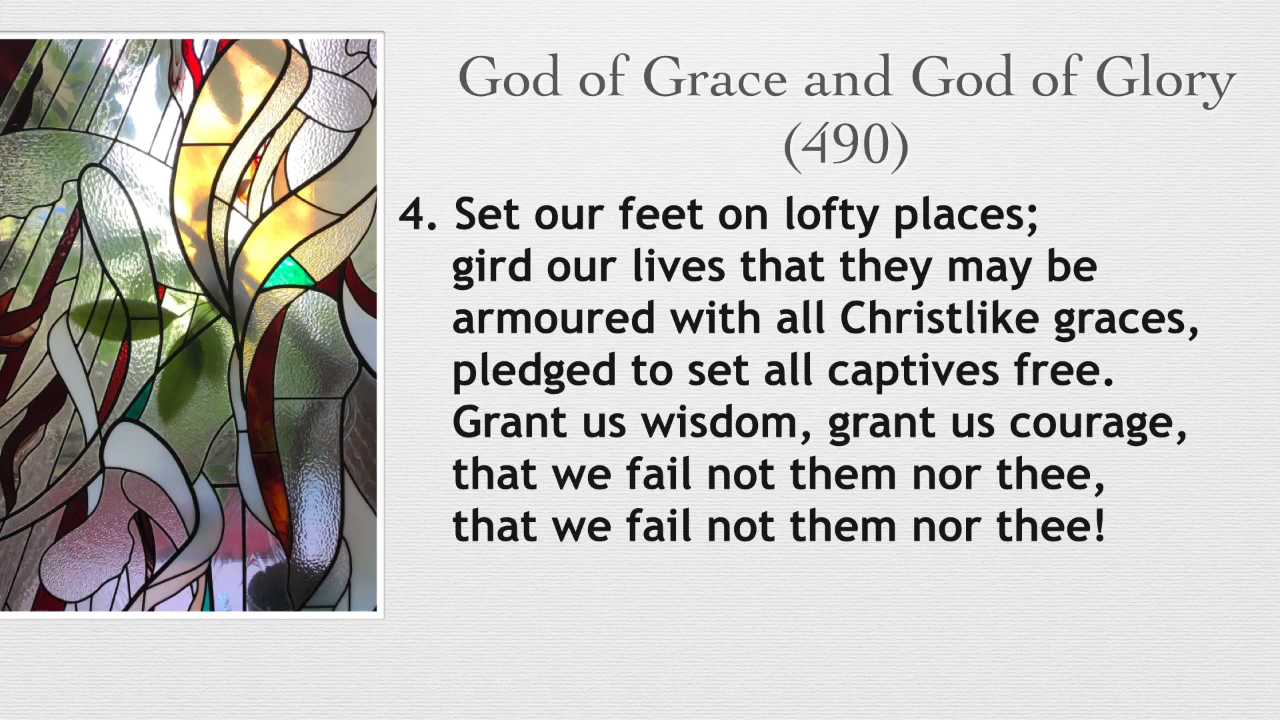 God of Grace and God of Glory
(490)
4. Set our feet on lofty places;
gird our lives that they may be
armoured with all Christlike graces,
pledged to set all captives free.
Grant us wisdom, grant us courage,
that we fail not them nor thee,
that we fail not them nor thee!